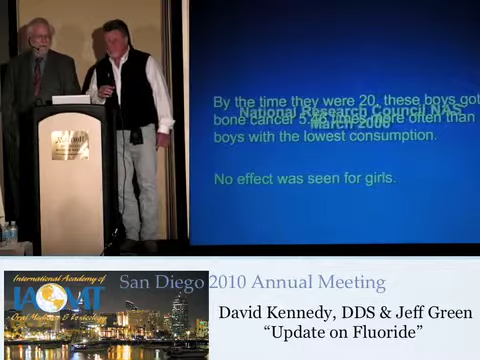 By the time they were 20, these boys got
National Research Council NAS
bone cancer times more often than
March 2006
boys with the lowest consumption.
No effect was seen for girls.
Marriott
International Academy of
IAOMT
Oral Medicine & Toxicology
San Diego 2010 Annual Meeting
David Kennedy, DDS & Jeff Green
“Update on Fluoride”